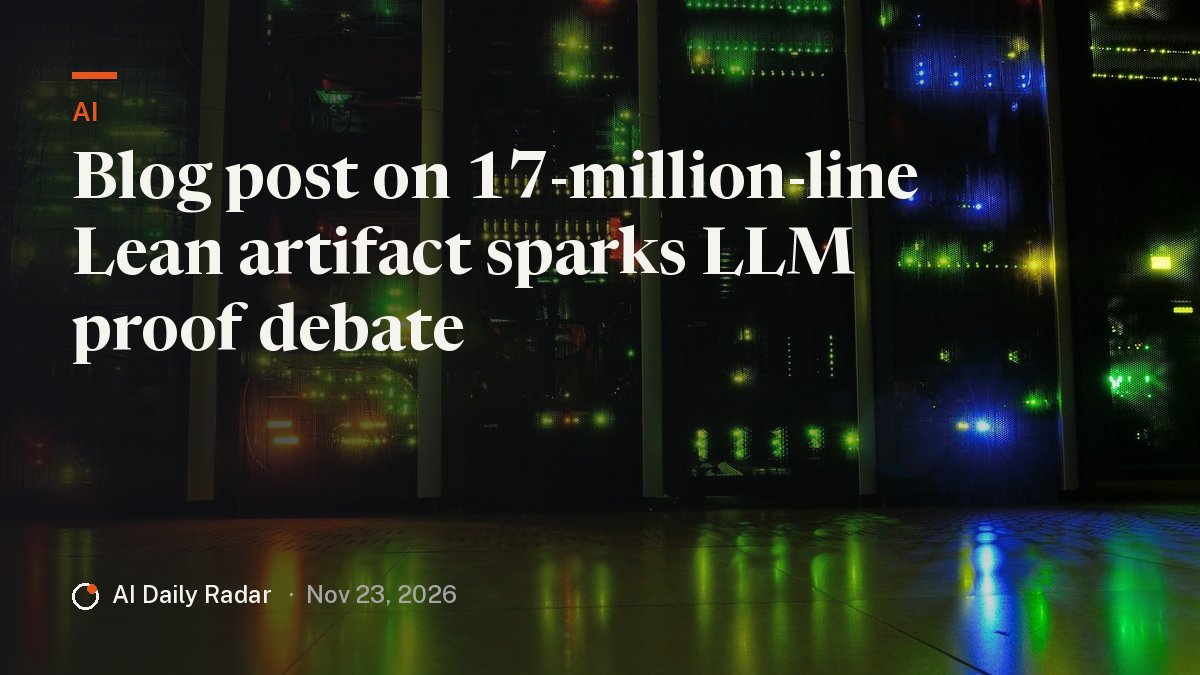 AI
Blog post on 17-million-line
Lean artifact sparks LLM
proof debate
AI Daily Radar · Nov 23, 2026